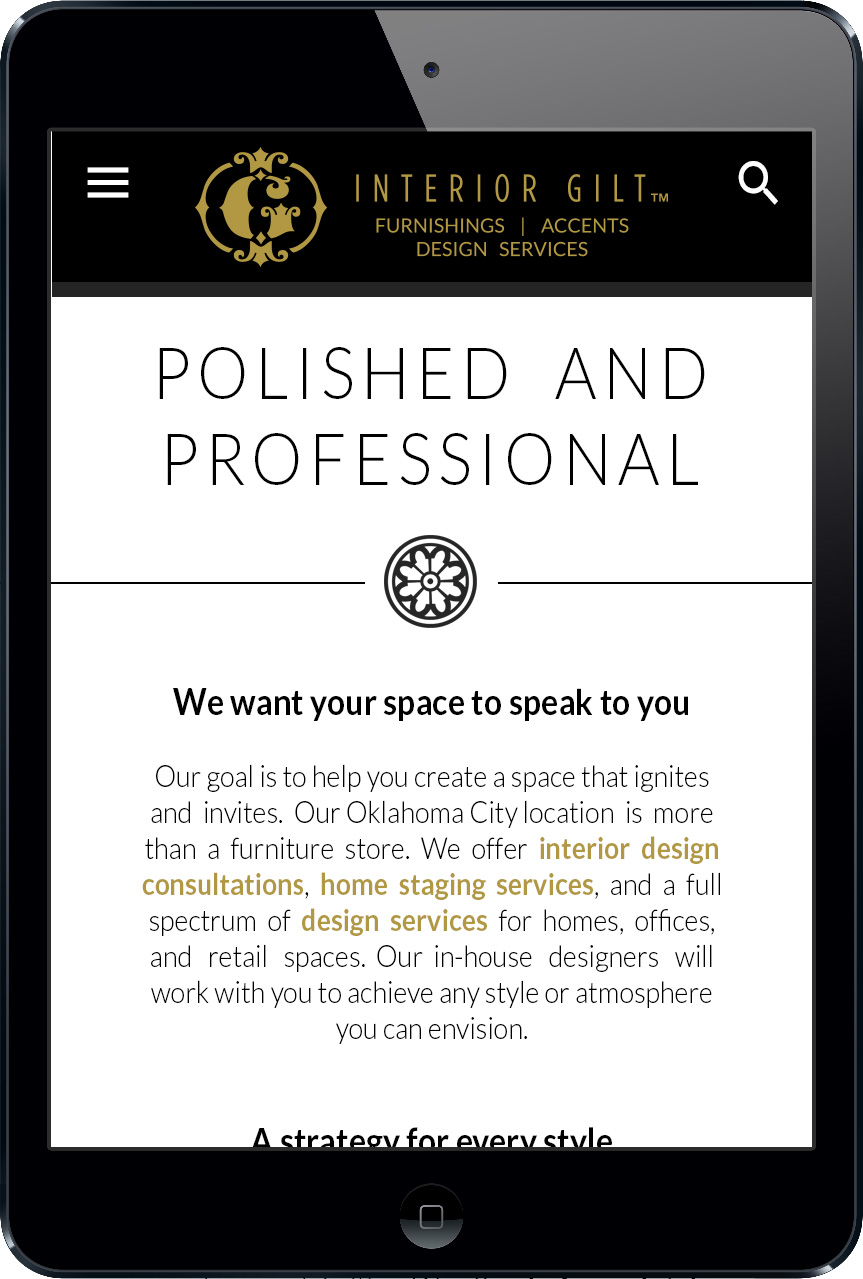 INTERIOR GILT™
FURNISHINGS | ACCENTS
DESIGN SERVICES
POLISHED AND
PROFESSIONAL
We want your space to speak to you
Our goal is to help you create a space that ignites
and invites. Our Oklahoma City location is more
than a furniture store. We offer interior design
consultations, home staging services, and a full
spectrum of design services for homes, offices,
and retail spaces. Our in-house designers will
work with you to achieve any style or atmosphere
you can envision.
A strategy for every style